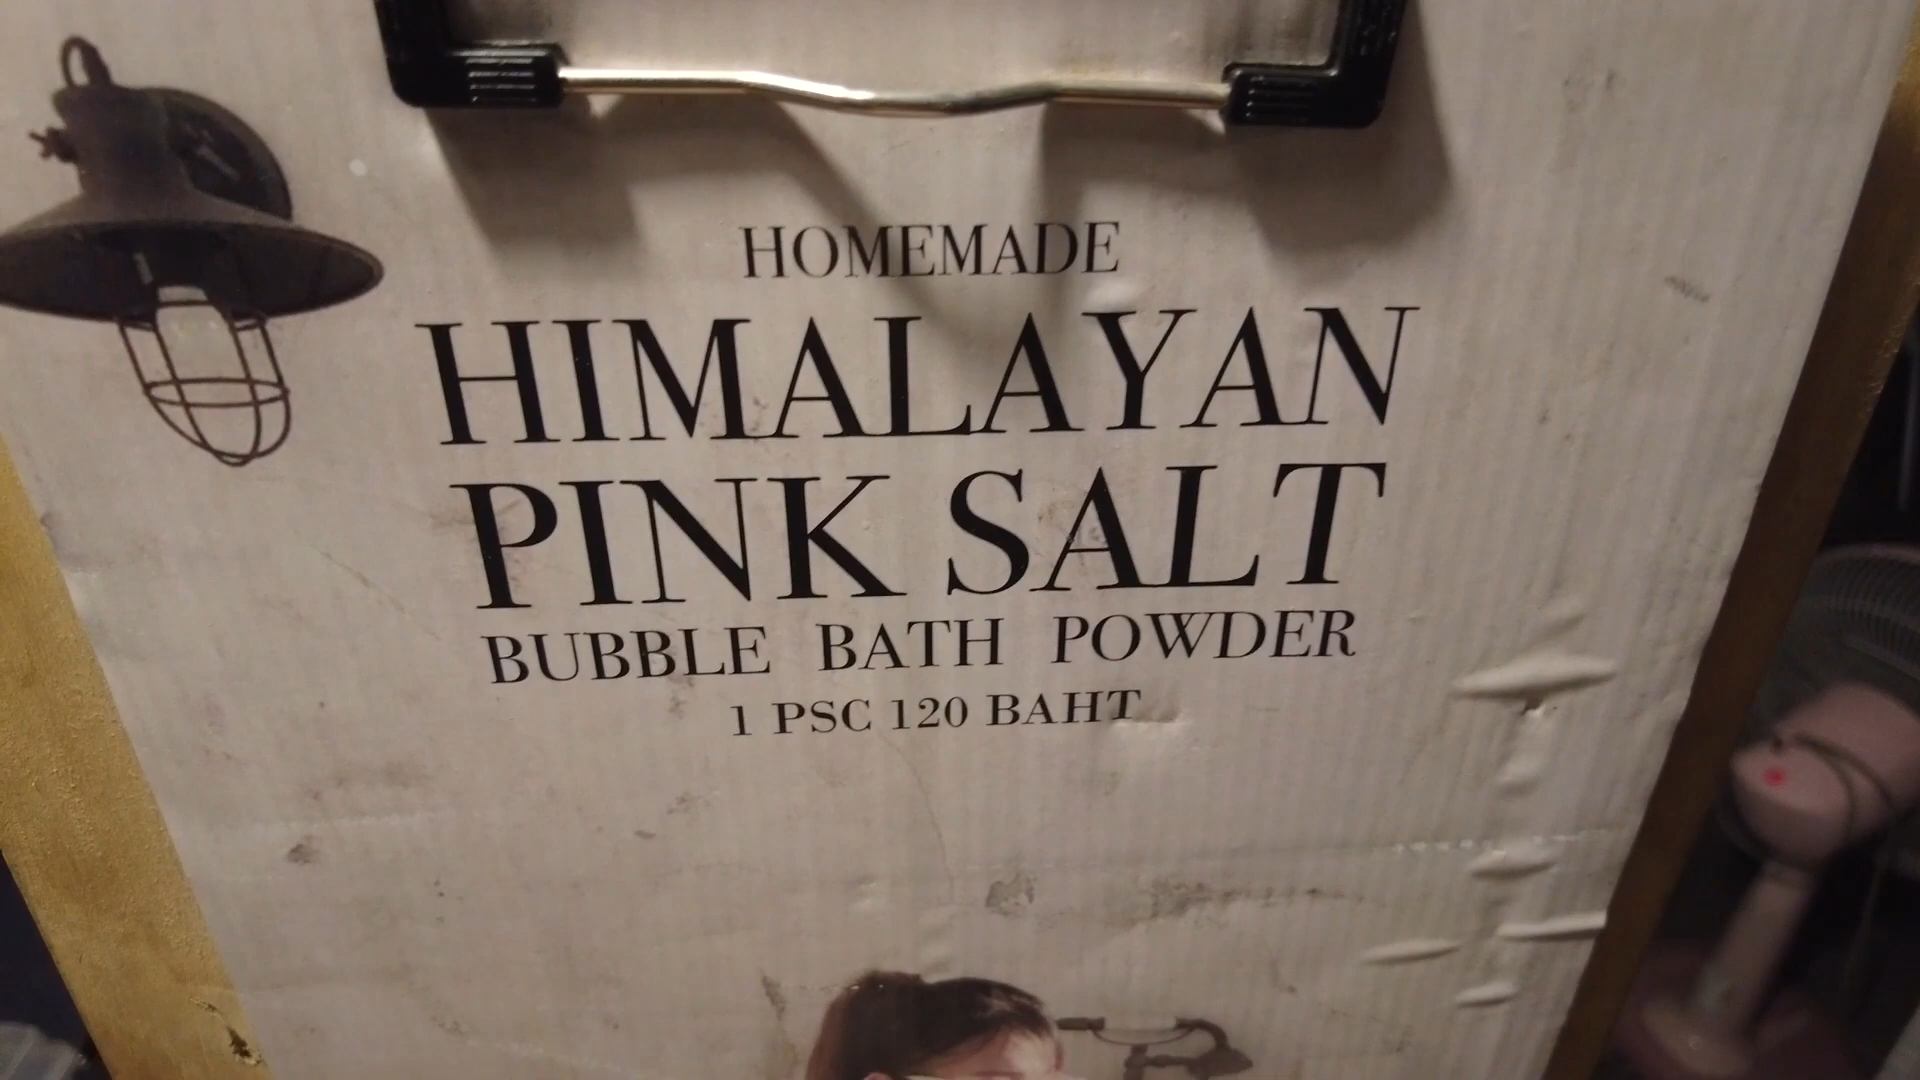 HOMEMADE
HIMALAYAN
PINK SALT
BUBBLE BATH POWDER
1 PSC 120 BAHT